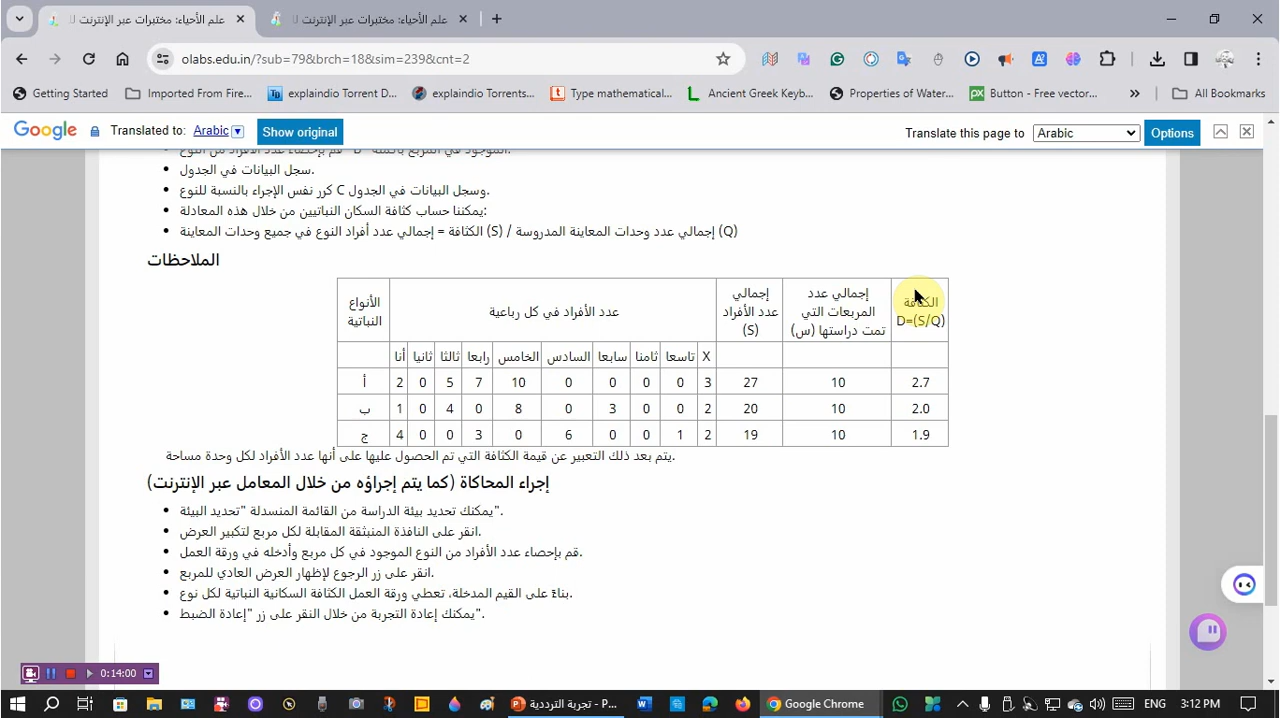 علم الأحياء: مختبرات عبر الإنترنت ل
علم الأحياء: مختبرات عبر الإنترنت ل
olabs.edu.in/?sub=79&brch=18&sim=239&cnt=2
Getting Started
Imported From Fire...
explaindio Torrent D...
explaindio Torrents...
Type mathematical...
Ancient Greek Keyb...
Properties of Water...
Button - Free vector...
All Bookmarks
Google Translated to: Arabic Show original
Translate this page to Arabic Options
الموجود في المربع بأكمله "B" قم بإحصاء عدد الأفراد من النوع.
سجل البيانات في الجدول.
وسجل البيانات في الجدول C كرر نفس الإجراء بالنسبة للنوع.
يمكننا حساب كثافة السكان النباتيين من خلال هذه المعادلة:
إجمالي عدد وحدات المعاينة المدروسة / (S) الكثافة = إجمالي عدد أفراد النوع في جميع وحدات المعاينة (Q)
الملاحظات
الأنواع النباتية
عدد الأفراد في كل رباعية
إجمالي عدد الأفراد (S)
إجمالي عدد المربعات التي تمت دراستها (س)
الكثافة D=(S/Q)
أنا ثانيا ثالثا رابعا الخامس السادس سابعا ثامنا تاسعا X
أ 2 0 5 7 10 0 0 0 0 3 27 10 2.7
ب 1 0 4 0 8 0 3 0 0 2 20 10 2.0
ج 4 0 0 3 0 6 0 0 1 2 19 10 1.9
يتم بعد ذلك التعبير عن قيمة الكثافة التي تم الحصول عليها على أنها عدد الأفراد لكل وحدة مساحة.
إجراء المحاكاة (كما يتم إجراؤه من خلال المعامل عبر الإنترنت)
يمكنك تحديد بيئة الدراسة من القائمة المنسدلة "تحديد البيئة".
انقر على النافذة المنبثقة المقابلة لكل مربع لتكبير العرض.
قم بإحصاء عدد الأفراد من النوع الموجود في كل مربع وأدخله في ورقة العمل.
انقر على زر الرجوع لإظهار العرض العادي للمربع.
بناءً على القيم المدخلة، تعطي ورقة العمل الكثافة السكانية النباتية لكل نوع.
يمكنك إعادة التجربة من خلال النقر على زر "إعادة الضبط".
0:14:00
تجربة الترددية - P...
Google Chrome
ENG
3:12 PM